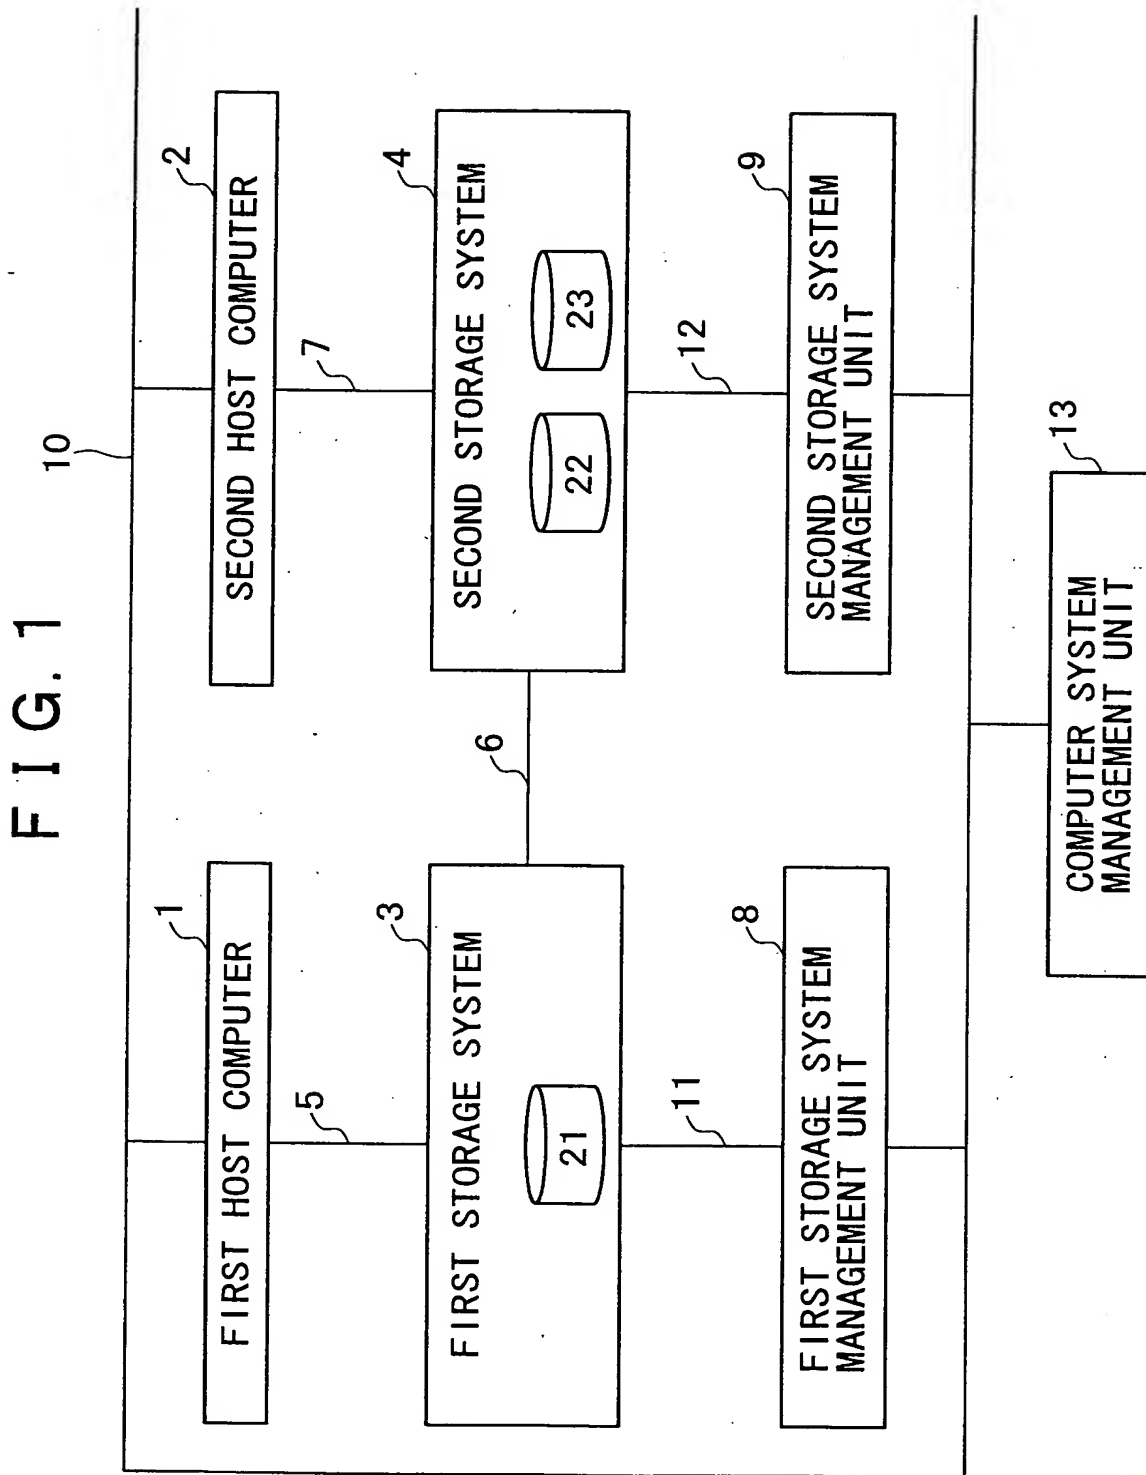 FIG. 1
10
1
FIRST HOST COMPUTER
2
SECOND HOST COMPUTER
5
7
3
FIRST STORAGE SYSTEM
21
6
4
SECOND STORAGE SYSTEM
22
23
11
12
8
FIRST STORAGE SYSTEM
MANAGEMENT UNIT
9
SECOND STORAGE SYSTEM
MANAGEMENT UNIT
13
COMPUTER SYSTEM
MANAGEMENT UNIT